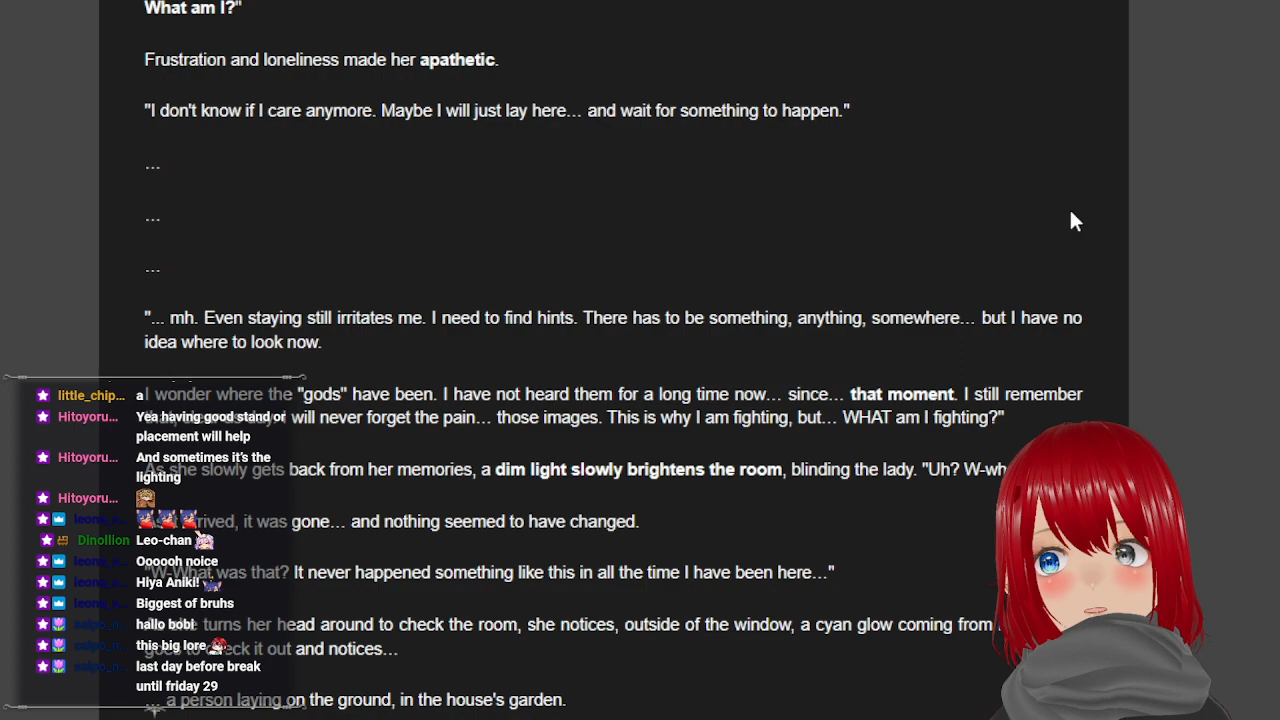 What am I?"
Frustration and loneliness made her apathetic.
"I don't know if I care anymore. Maybe I will just lay here... and wait for something to happen."
...
...
...
"... mh. Even staying still irritates me. I need to find hints. There has to be something, anything, somewhere... but I have no
idea where to look now.
I wonder where the "gods" have been. I have not heard them for a long time now... since... that moment. I still remember
I will never forget the pain... those images. This is why I am fighting, but... WHAT am I fighting?"
As she slowly gets back from her memories, a dim light slowly brightens the room, blinding the lady. "Uh?
it was gone... and nothing seemed to have changed.
"W-What was that? It never happened something like this in all the time I have been here..."
turns her head around to check the room, she notices, outside of the window, a cyan glow coming from
and notices...
... a person laying on the ground, in the house's garden.
little_chip... a
Hitoyoru... Yea having good stand or
placement will help
Hitoyoru... And sometimes it's the
lighting
Hitoyoru...
Dinollion Leo-chan
Oooooh noice
Hiya Aniki!
Biggest of bruhs
hallo bob!
this big lore
last day before break
until friday 29